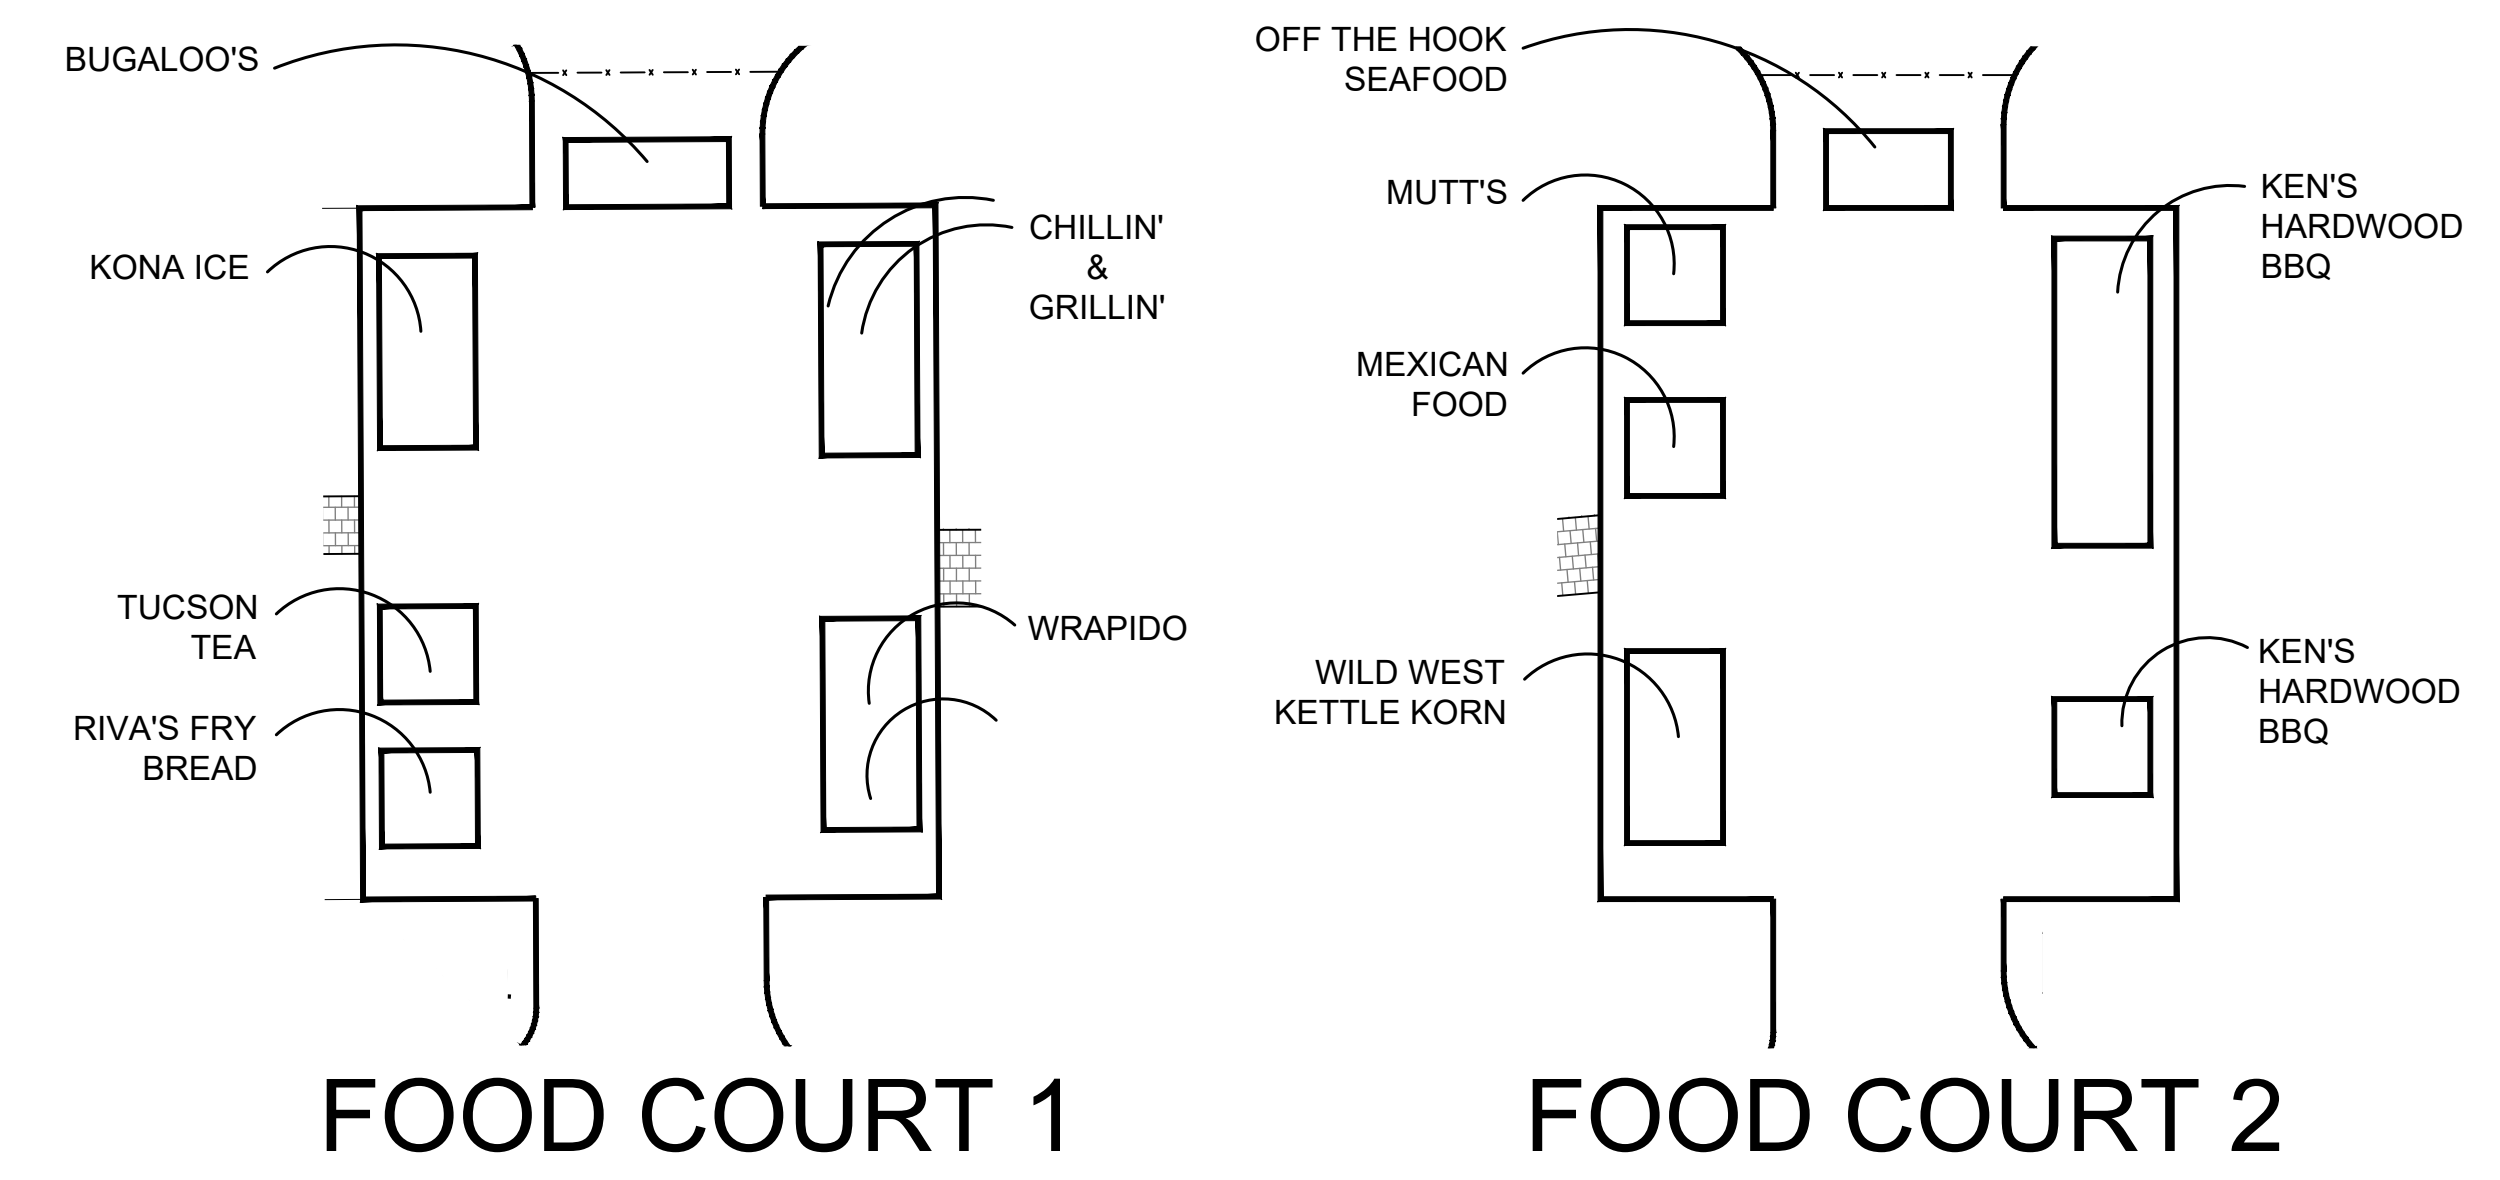 BUGALOO'S
KONA ICE
TUCSON
TEA
RIVA'S FRY
BREAD
CHILLIN'
&
GRILLIN'
WRAPIDO
FOOD COURT 1
OFF THE HOOK
SEAFOOD
MUTT'S
MEXICAN
FOOD
WILD WEST
KETTLE KORN
KEN'S
HARDWOOD
BBQ
KEN'S
HARDWOOD
BBQ
FOOD COURT 2